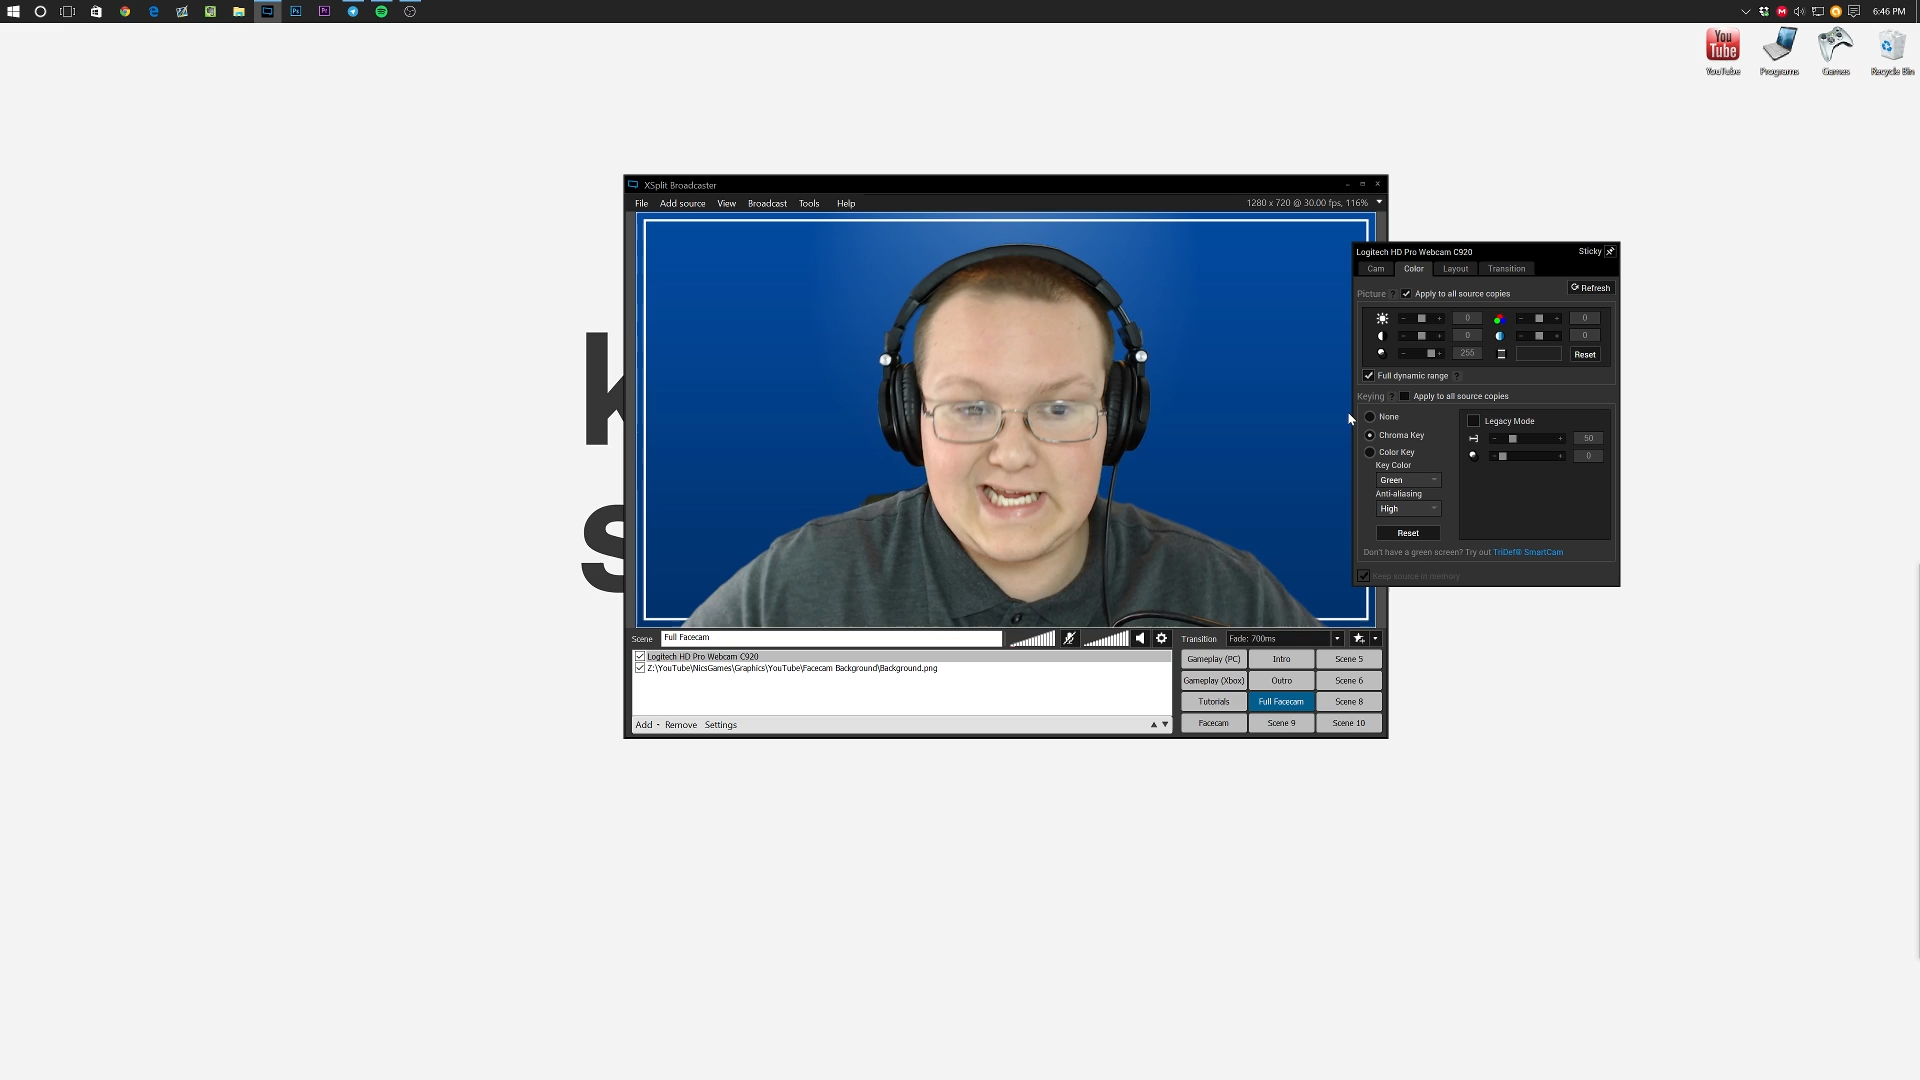 6:46 PM
You
Tube
YouTube
Programs
Games
Recycle Bin
k
s
XSplit Broadcaster
File Add source View Broadcast Tools Help
1280 x 720 @ 30.00 fps, 116%
Logitech HD Pro Webcam C920
Sticky
Cam Color Layout Transition
Picture ? Apply to all source copies
Refresh
0 0
0 0
255 Reset
Full dynamic range ?
Keying ? Apply to all source copies
None
Chroma Key
Color Key
Key Color
Green
Anti-aliasing
High
Reset
Legacy Mode
50
0
Don't have a green screen? Try out TriDef® SmartCam
Keep source in memory
Scene Full Facecam
Transition Fade: 700ms
Logitech HD Pro Webcam C920
Z:\YouTube\NicsGames\Graphics\YouTube\Facecam Background\Background.png
Add - Remove Settings
Gameplay (PC) Intro Scene 5
Gameplay (Xbox) Outro Scene 6
Tutorials Full Facecam Scene 8
Facecam Scene 9 Scene 10